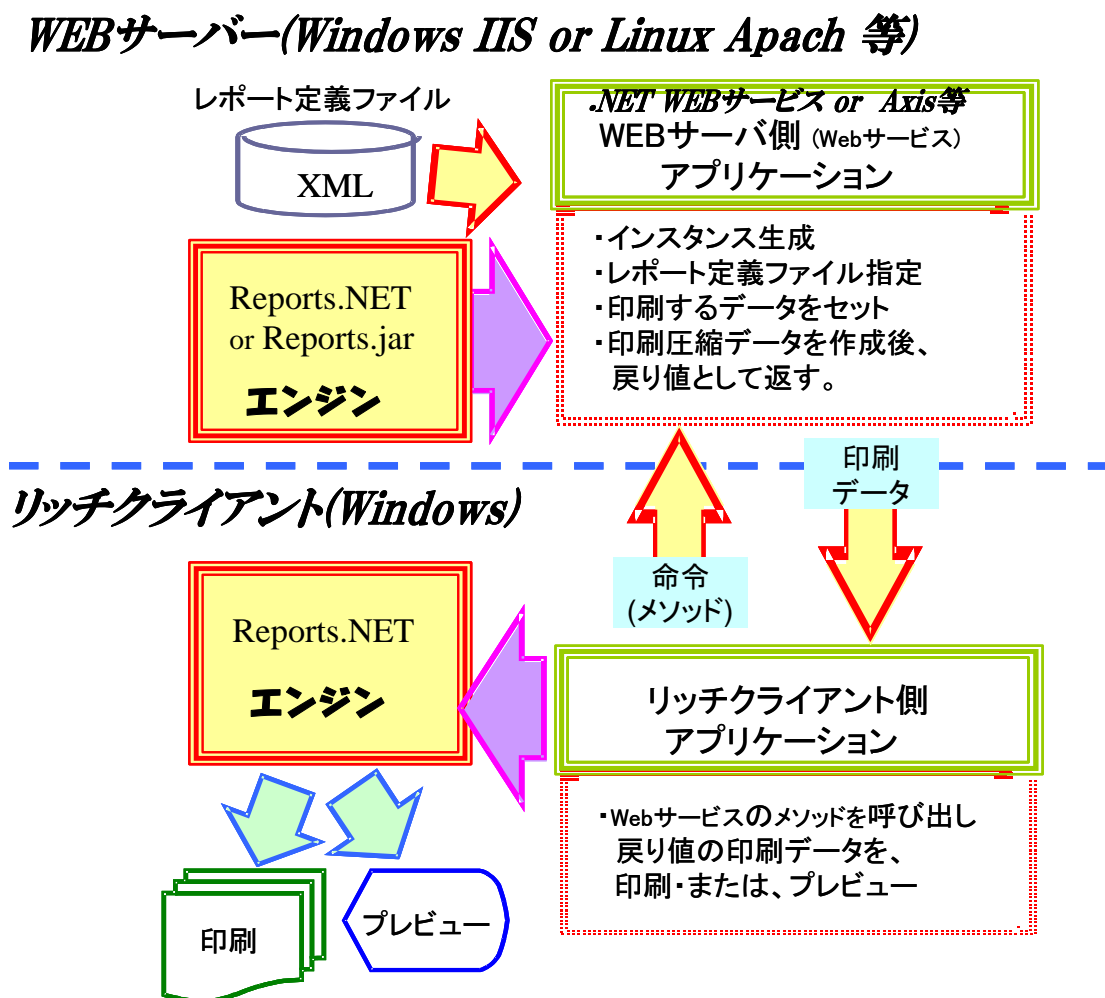 WEBサーバー(Windows IIS or Linux Apach 等)
レポート定義ファイル
XML
.NET WEBサービス or Axis等
WEBサーバ側 (Webサービス)
アプリケーション
・インスタンス生成
・レポート定義ファイル指定
・印刷するデータをセット
・印刷圧縮データを作成後、
戻り値として返す。
Reports.NET
or Reports.jar
エンジン
印刷
データ
リッチクライアント(Windows)
命令
(メソッド)
Reports.NET
エンジン
リッチクライアント側
アプリケーション
・Webサービスのメソッドを呼び出し
戻り値の印刷データを、
印刷・または、プレビュー
印刷
プレビュー